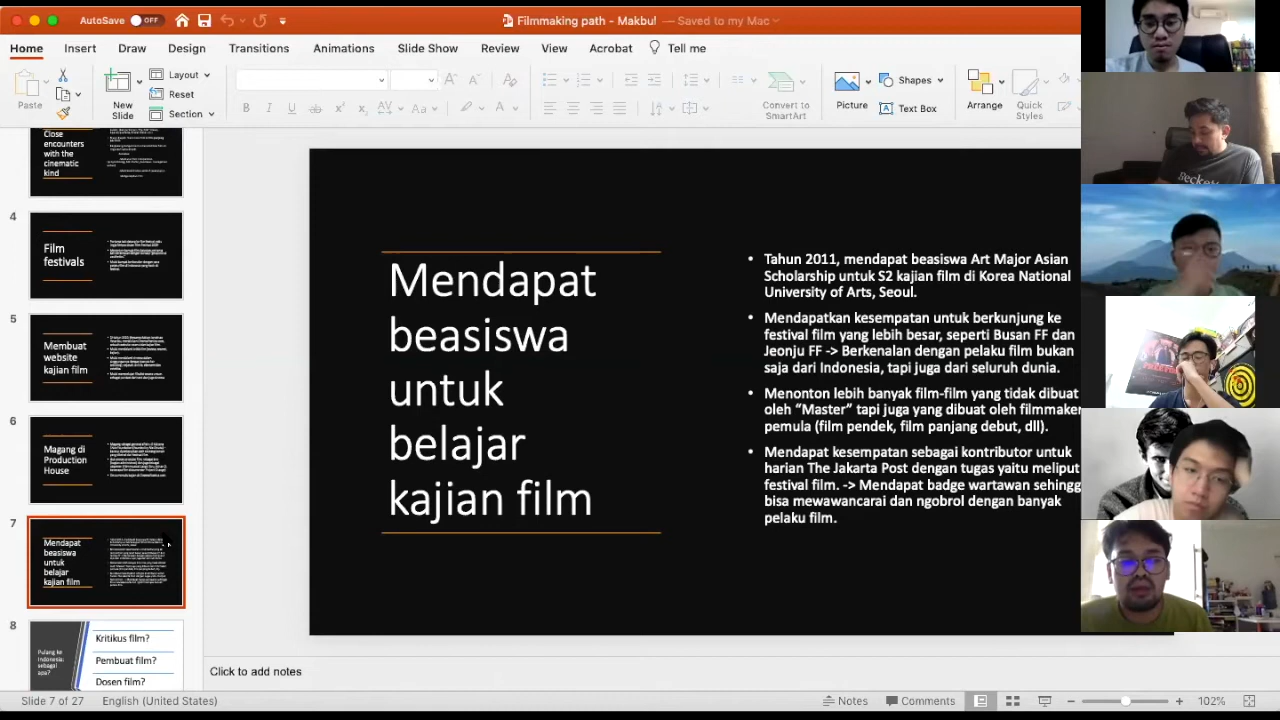 AutoSave OFF
Filmmaking path - Makbul — Saved to my Mac
Home Insert Draw Design Transitions Animations Slide Show Review View Acrobat Tell me
Paste
New
Slide
Layout
Reset
Section
Convert to
SmartArt
Picture
Shapes
Text Box
Arrange
Quick
Styles
Close
encounters
with the
cinematic
kind
4
Film
festivals
5
Membuat
website
kajian film
6
Magang di
Production
House
7
Mendapat
beasiswa
untuk
belajar
kajian film
8
Pulang ke
Indonesia:
sebagai
apa?
Kritikus film?
Pembuat film?
Dosen film?
Mendapat
beasiswa
untuk
belajar
kajian film
• Tahun 2011, mendapat beasiswa Art Major Asian
Scholarship untuk S2 kajian film di Korea National
University of Arts, Seoul.
• Mendapatkan kesempatan untuk berkunjung ke
festival film yang lebih besar, seperti Busan FF dan
Jeonju FF -> berkenalan dengan pelaku film bukan
saja dari Indonesia, tapi juga dari seluruh dunia.
• Menonton lebih banyak film-film yang tidak dibuat
oleh “Master” tapi juga yang dibuat oleh filmmaker
pemula (film pendek, film panjang debut, dll).
• Mendapat kesempatan sebagai kontributor untuk
harian The Jakarta Post dengan tugas yaitu meliput
festival film. -> Mendapat badge wartawan sehingg
bisa mewawancarai dan ngobrol dengan banyak
pelaku film.
Click to add notes
Slide 7 of 27 English (United States) Notes Comments 102%